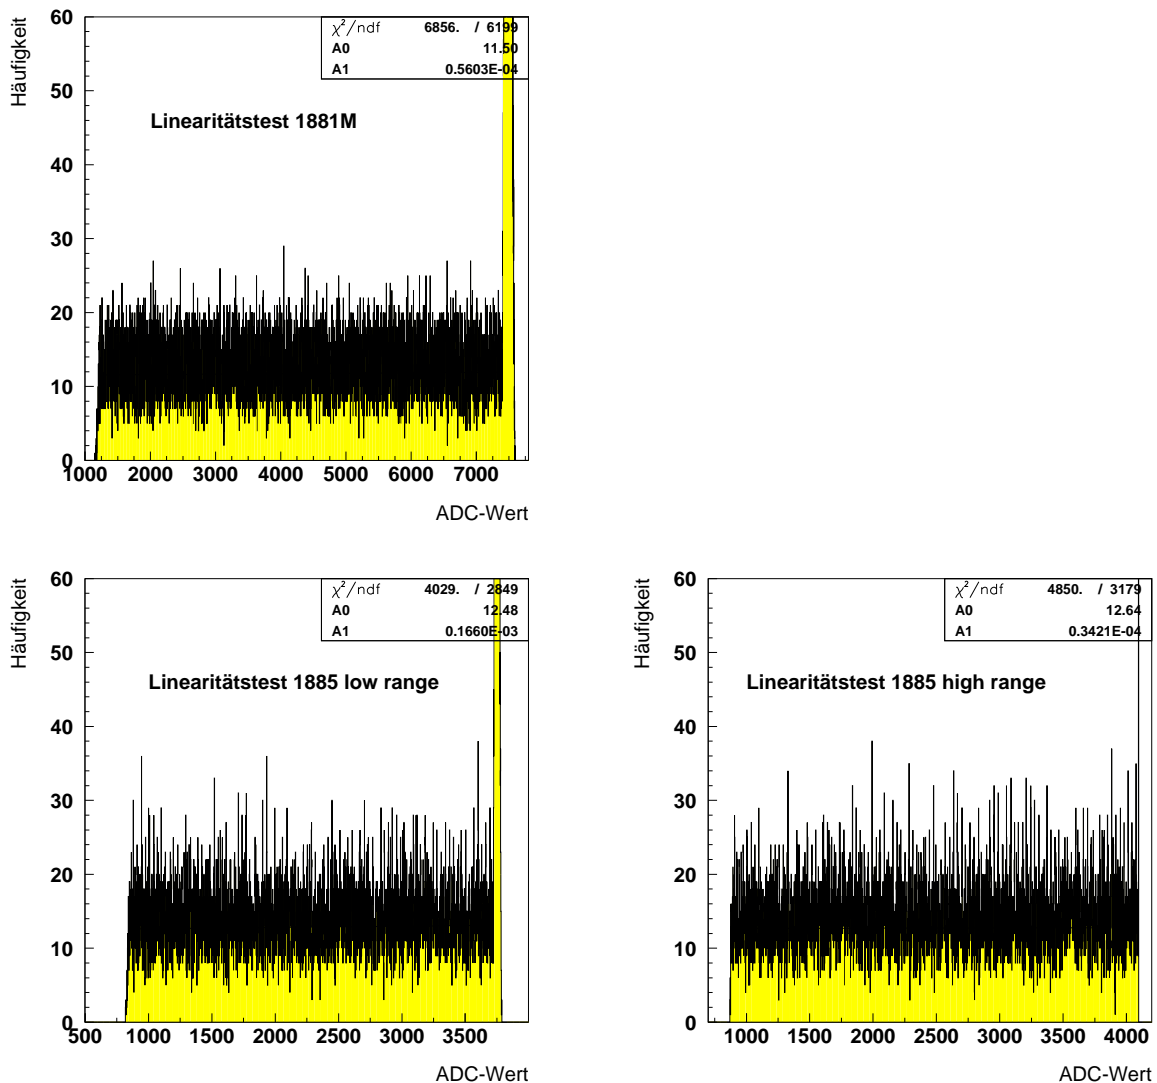 Häufigkeit
60
50
40
30
20
10
0
χ²/ndf 6856. / 6199
A0 11.50
A1 0.5603E-04
Linearitätstest 1881M
1000 2000 3000 4000 5000 6000 7000
ADC-Wert
Häufigkeit
60
50
40
30
20
10
0
χ²/ndf 4029. / 2849
A0 12.48
A1 0.1660E-03
Linearitätstest 1885 low range
500 1000 1500 2000 2500 3000 3500
ADC-Wert
Häufigkeit
60
50
40
30
20
10
0
χ²/ndf 4850. / 3179
A0 12.64
A1 0.3421E-04
Linearitätstest 1885 high range
1000 1500 2000 2500 3000 3500 4000
ADC-Wert